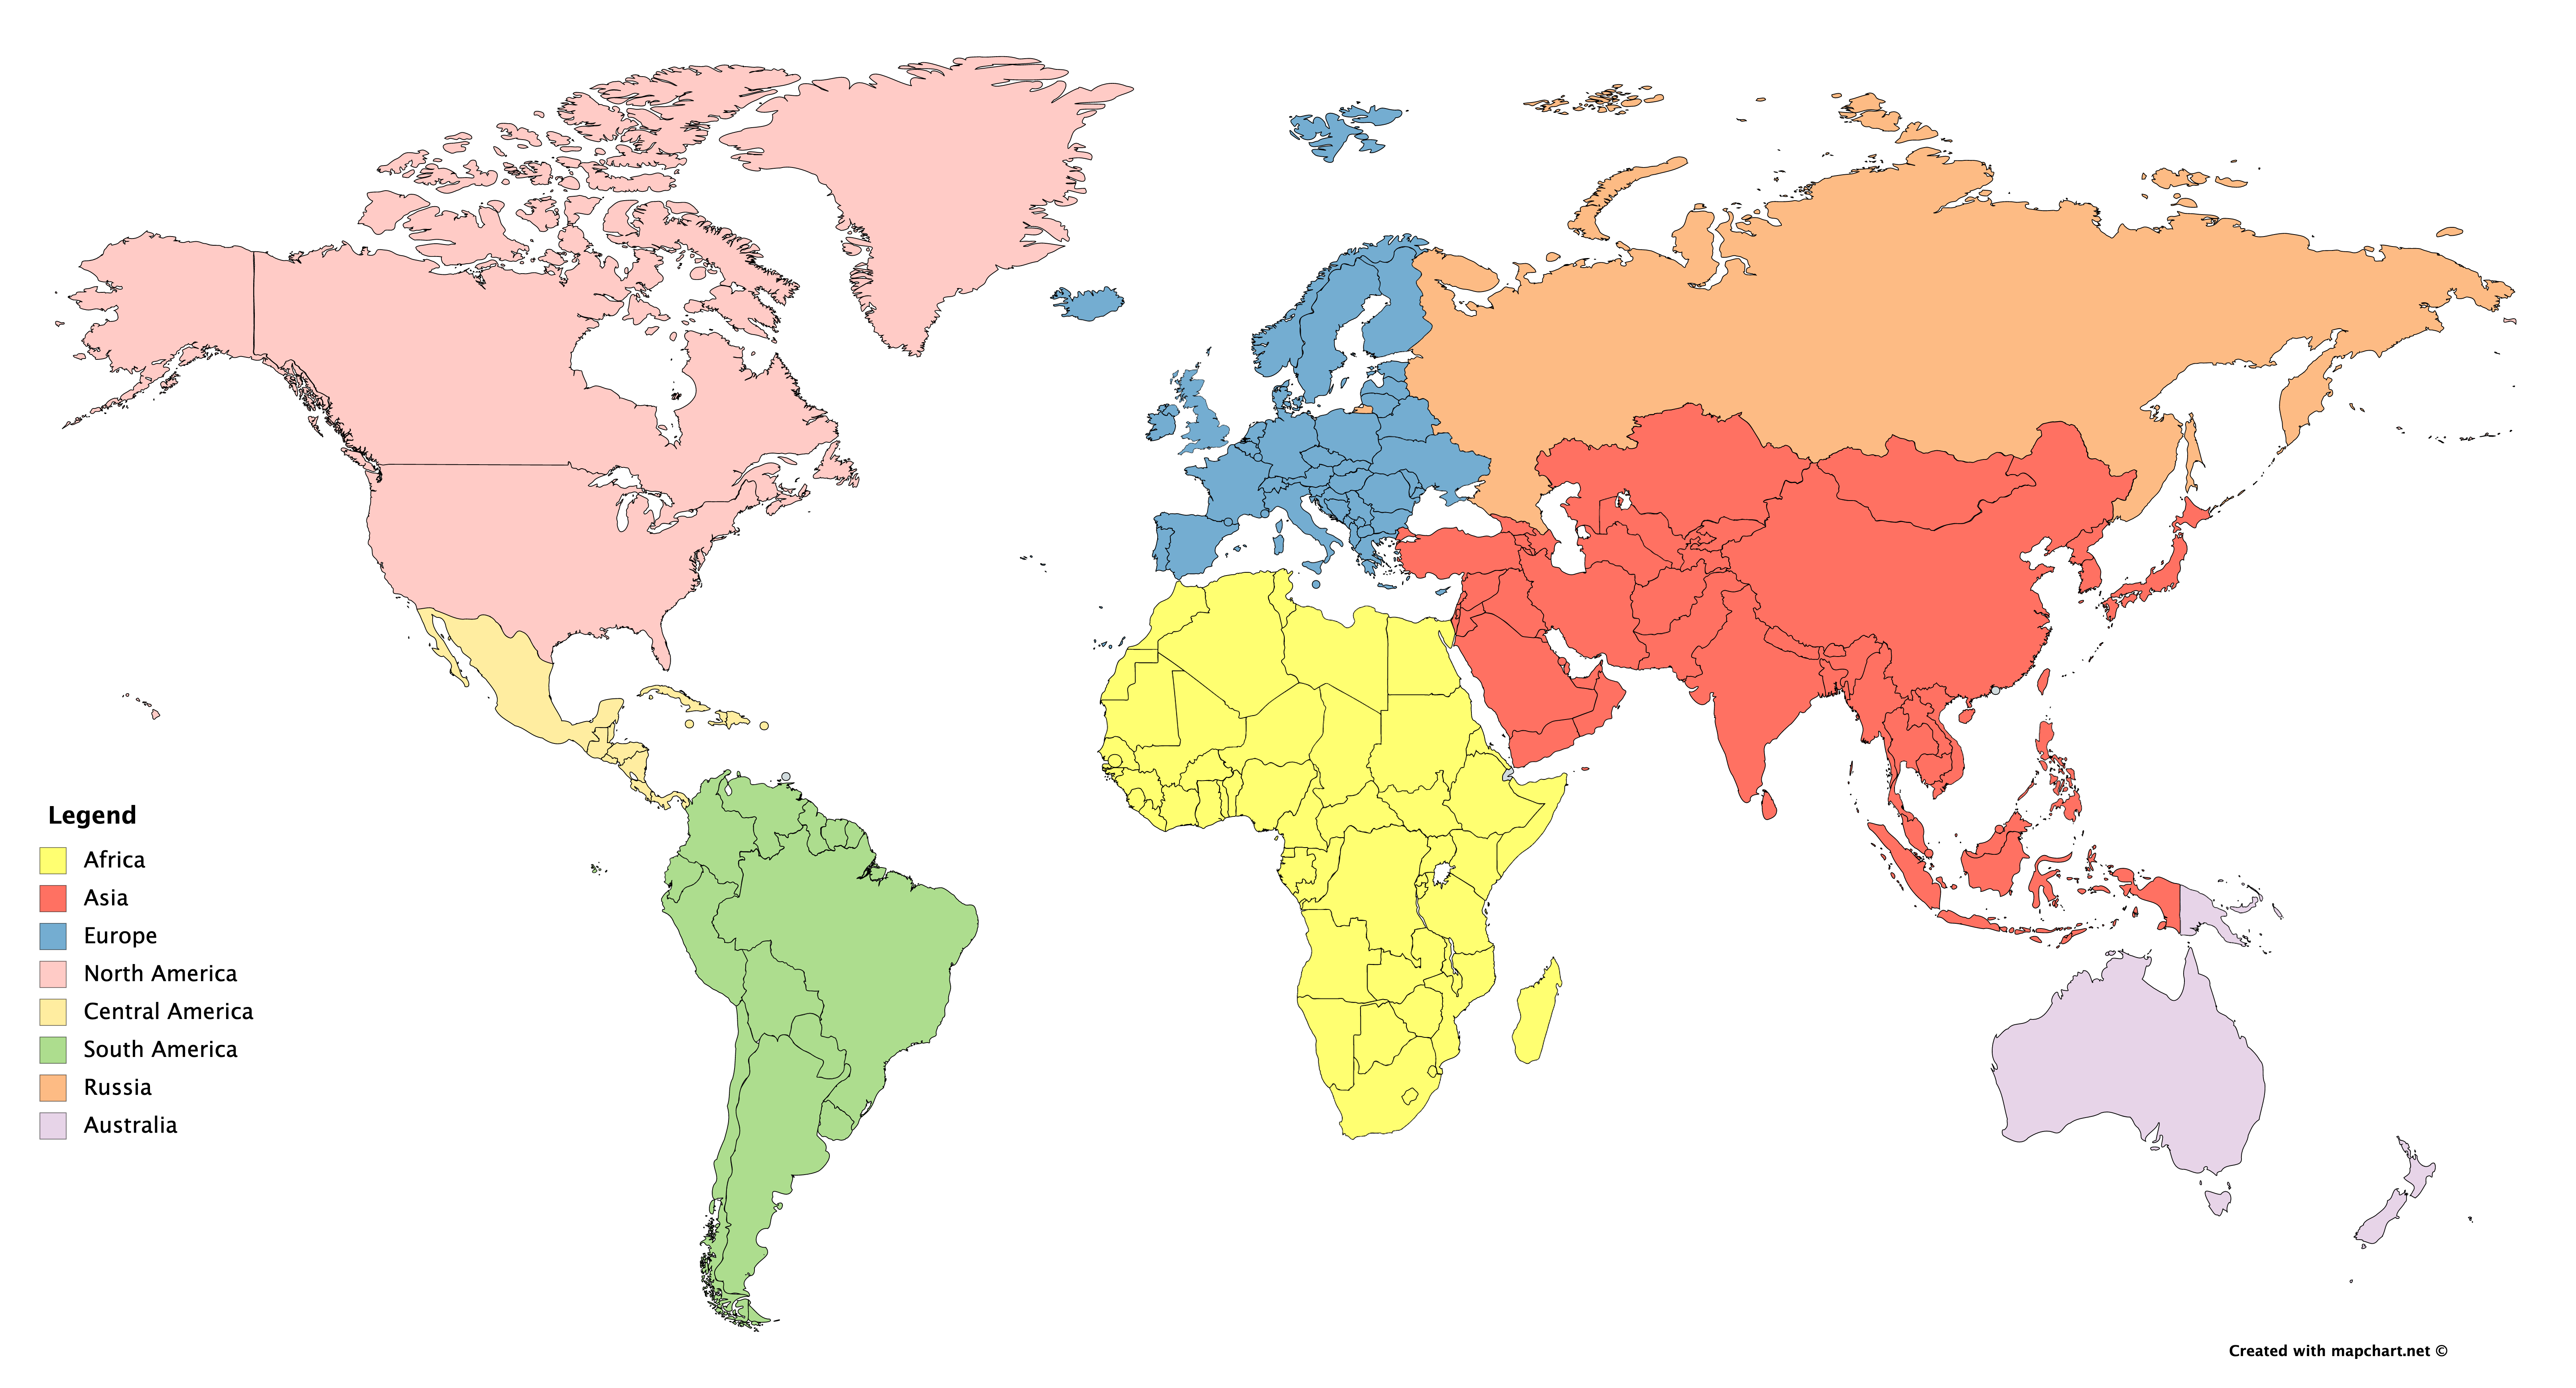 Legend
Africa
Asia
Europe
North America
Central America
South America
Russia
Australia
Created with mapchart.net ©